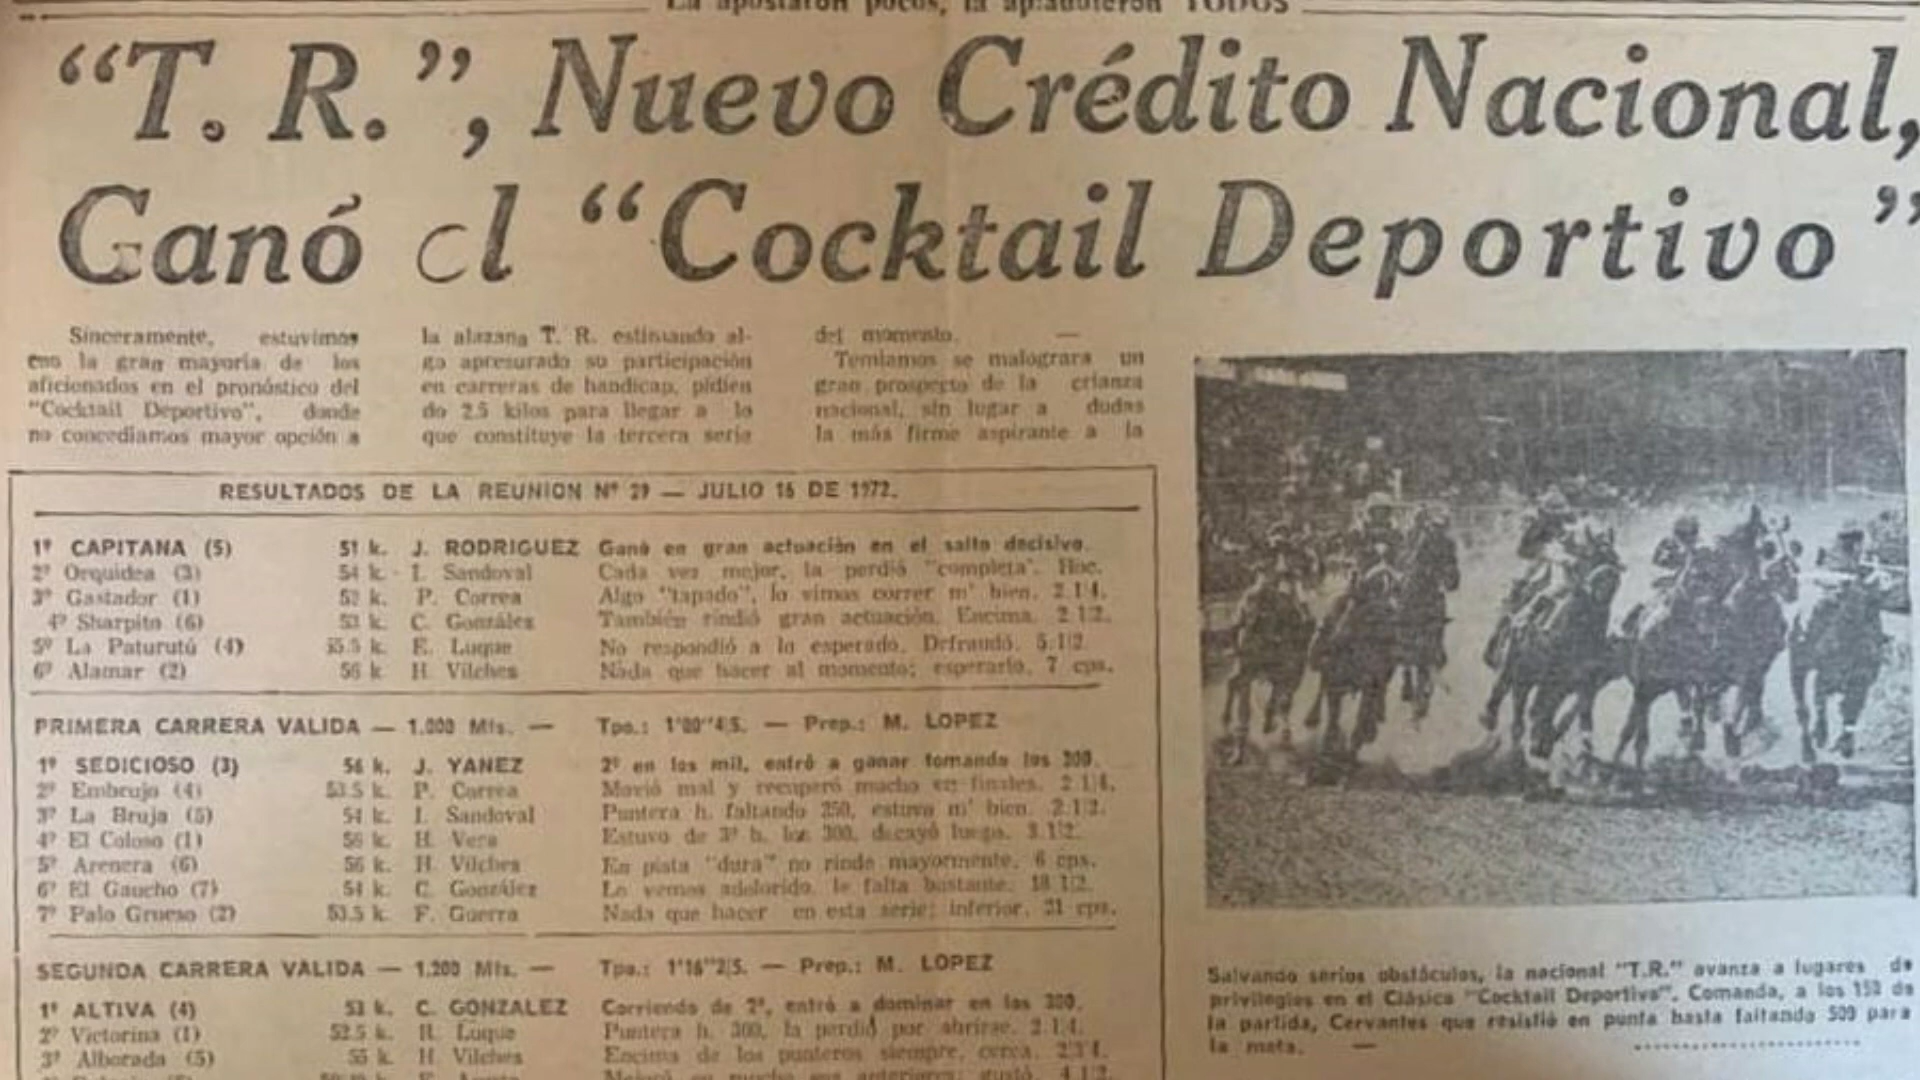 La apostaron pocos, la aplaudieron TODOS
“T. R.”, Nuevo Crédito Nacional,
Ganó el “Cocktail Deportivo”
Sinceramente, estuvimos
con la gran mayoría de los
aficionados en el pronóstico del
"Cocktail Deportivo", donde
no concedíamos mayor opción a
la alazana T. R. estimando al-
go apresurado su participación
en carreras de handicap, pidien
do 2.5 kilos para llegar a lo
que constituye la tercera serie
del momento. —
Temíamos se malograra un
gran prospecto de la crianza
nacional, sin lugar a dudas
la más firme aspirante a la
RESULTADOS DE LA REUNION Nº 29 — JULIO 16 DE 1972.
1º CAPITANA (5) 51 k. J. RODRIGUEZ Ganó en gran actuación en el salto decisivo.
2º Orquídea (3) 54 k. I. Sandoval Cada vez mejor, la perdió "completa". Hoc.
3º Gastador (1) 52 k. P. Correa Algo "tapado", lo vimos correr m' bien. 2.1|4.
4º Sharpito (6) 53 k. C. González También rindió gran actuación. Encima. 2 1|2.
5º La Paturutú (4) 55.5 k. E. Luque No respondió a lo esperado. Defraudó. 5.1|2
6º Alamar (2) 56 k H. Vilches Nada que hacer al momento; esperarlo. 7 cps.
PRIMERA CARRERA VALIDA — 1.000 Mts. — Tpo.: 1'00"4|5. — Prep.: M. LOPEZ
1º SEDICIOSO (3) 56 k. J. YANEZ 2º en los mil, entró a ganar tomando los 300.
2º Embrujo (4) 53.5 k. P. Correa Movió mal y recuperó mucho en finales. 2 1|4.
3º La Bruja (5) 54 k. I. Sandoval Puntera h. faltando 250, estuvo m' bien. 2.1|2.
4º El Coloso (1) 56 k. H. Vera Estuvo de 3º h. los 300, decayó luego. 3.1|2.
5º Arenera (6) 56 k. H. Vilches En pista "dura" no rinde mayormente. 6 cps.
6º El Gaucho (7) 54 k. C. González Lo vemos adolorido, le falta bastante. 18 1|2.
7º Palo Grueso (2) 53.5 k. F. Guerra Nada que hacer en esta serie; inferior. 21 cps.
SEGUNDA CARRERA VALIDA — 1.200 Mts. — Tpo.: 1'16"2|5. — Prep.: M. LOPEZ
1º ALTIVA (4) 53 k. C. GONZALEZ Corriendo de 2º, entró a dominar en los 300.
2º Victorina (1) 52.5 k. Luque Puntera h. 300, la perdió por abrirse. 2 1|4.
3º Alborada (5) 55 k. H. Vilches Encima de los punteros siempre, cerca. 2.3|4.
Mejoró mucho sus anteriores; gustó. 4 1|2.
Salvando serios obstáculos, la nacional "T.R." avanza a lugares de
privilegios en el Clásico "Cocktail Deportivo". Comanda, a los 150 de
la partida, Cervantes que resistió en punta hasta faltando 500 para
la meta. —